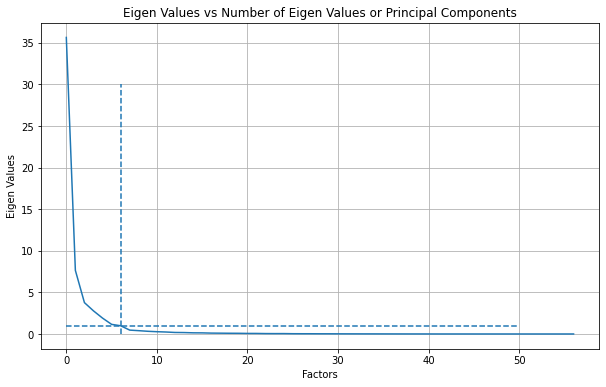 Eigen Values vs Number of Eigen Values or Principal Components
35
30
25
20
15
10
5
0
Eigen Values
0 10 20 30 40 50
Factors